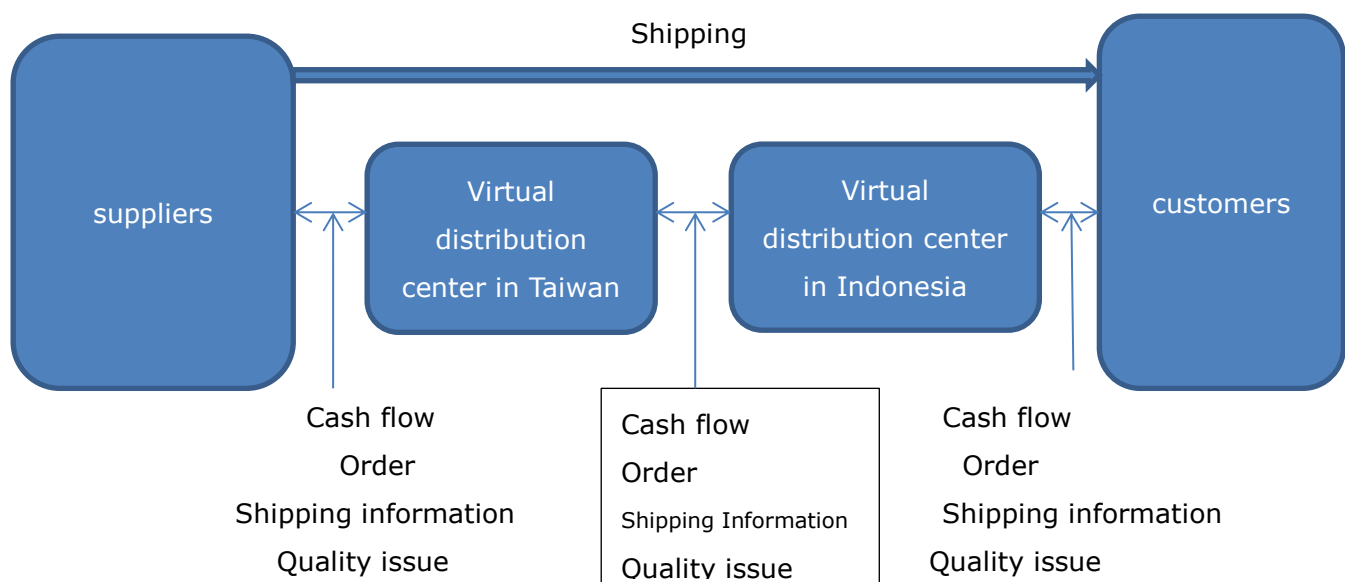 Shipping
suppliers
Virtual
distribution
center in Taiwan
Virtual
distribution center
in Indonesia
customers
Cash flow
Order
Shipping information
Quality issue
Cash flow
Order
Shipping Information
Quality issue
Cash flow
Order
Shipping information
Quality issue